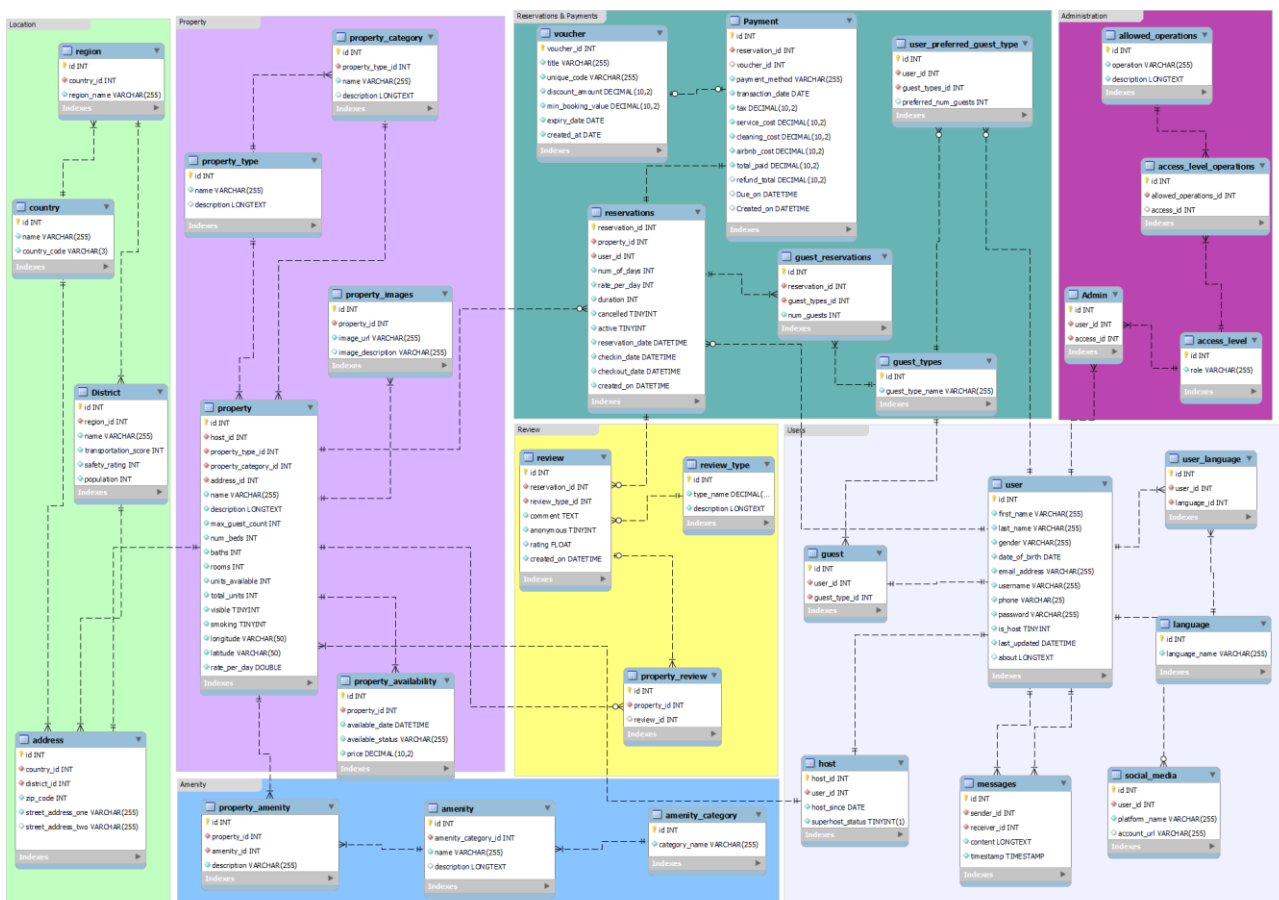 Location
region
id INT
country_id INT
region_name VARCHAR(255)
Indexes
country
id INT
name VARCHAR(255)
country_code VARCHAR(3)
Indexes
District
id INT
region_id INT
name VARCHAR(255)
transportation_score INT
safety_rating INT
population INT
Indexes
address
id INT
country_id INT
district_id INT
zip_code INT
street_address_one VARCHAR(255)
street_address_two VARCHAR(255)
Indexes
Property
property_category
id INT
property_type_id INT
name VARCHAR(255)
description LONGTEXT
Indexes
property_type
id INT
name VARCHAR(255)
description LONGTEXT
Indexes
property_images
id INT
property_id INT
image_url VARCHAR(255)
image_description VARCHAR(255)
Indexes
property
id INT
host_id INT
property_type_id INT
property_category_id INT
address_id INT
name VARCHAR(255)
description LONGTEXT
max_guest_count INT
num_beds INT
baths INT
rooms INT
units_available INT
total_units INT
visible TINYINT
smoking TINYINT
longitude VARCHAR(50)
latitude VARCHAR(50)
rate_per_day DOUBLE
Indexes
property_availability
id INT
property_id INT
available_date DATETIME
available_status VARCHAR(255)
price DECIMAL(10,2)
Indexes
Reservations & Payments
voucher
voucher_id INT
title VARCHAR(255)
unique_code VARCHAR(255)
discount_amount DECIMAL(10,2)
min_booking_value DECIMAL(10,2)
expiry_date DATE
created_at DATE
Indexes
Payment
id INT
reservation_id INT
voucher_id INT
payment_method VARCHAR(255)
transaction_date DATE
tax DECIMAL(10,2)
service_cost DECIMAL(10,2)
cleaning_cost DECIMAL(10,2)
airbnb_cost DECIMAL(10,2)
total_paid DECIMAL(10,2)
refund_total DECIMAL(10,2)
Due_on DATETIME
Created_on DATETIME
Indexes
user_preferred_guest_type
id INT
user_id INT
guest_types_id INT
preferred_num_guests INT
Indexes
reservations
reservation_id INT
property_id INT
user_id INT
num_of_days INT
rate_per_day INT
duration INT
cancelled TINYINT
active TINYINT
reservation_date DATETIME
checkin_date DATETIME
checkout_date DATETIME
created_on DATETIME
Indexes
guest_reservations
id INT
reservation_id INT
guest_types_id INT
num_guests INT
Indexes
guest_types
id INT
guest_type_name VARCHAR(255)
Indexes
Administration
allowed_operations
id INT
operation VARCHAR(255)
description LONGTEXT
Indexes
access_level_operations
id INT
allowed_operations_id INT
access_id INT
Indexes
Admin
id INT
user_id INT
access_id INT
Indexes
access_level
id INT
role VARCHAR(255)
Indexes
Review
review
id INT
reservation_id INT
review_type_id INT
comment TEXT
anonymous TINYINT
rating FLOAT
created_on DATETIME
Indexes
review_type
id INT
type_name DECIMAL(...
description LONGTEXT
Indexes
property_review
id INT
property_id INT
review_id INT
Indexes
Users
user
id INT
first_name VARCHAR(255)
last_name VARCHAR(255)
gender VARCHAR(255)
date_of_birth DATE
email_address VARCHAR(255)
username VARCHAR(255)
phone VARCHAR(25)
password VARCHAR(255)
is_host TINYINT
last_updated DATETIME
about LONGTEXT
Indexes
user_language
id INT
user_id INT
language_id INT
Indexes
guest
id INT
user_id INT
guest_type_id INT
Indexes
language
id INT
language_name VARCHAR(255)
Indexes
host
host_id INT
user_id INT
host_since DATE
superhost_status TINYINT(1)
Indexes
messages
id INT
sender_id INT
receiver_id INT
content LONGTEXT
timestamp TIMESTAMP
Indexes
social_media
id INT
user_id INT
platform_name VARCHAR(255)
account_url VARCHAR(255)
Indexes
Amenity
property_amenity
id INT
property_id INT
amenity_id INT
description VARCHAR(255)
Indexes
amenity
id INT
amenity_category_id INT
name VARCHAR(255)
description LONGTEXT
Indexes
amenity_category
id INT
category_name VARCHAR(255)
Indexes